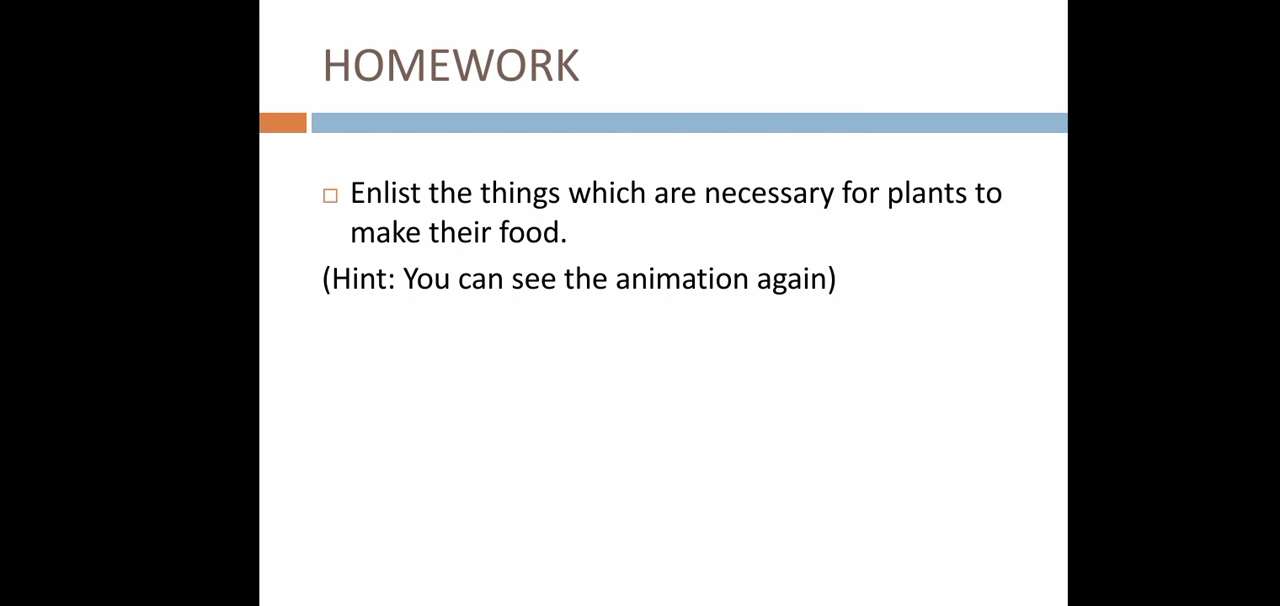 HOMEWORK
Enlist the things which are necessary for plants to
make their food.
(Hint: You can see the animation again)